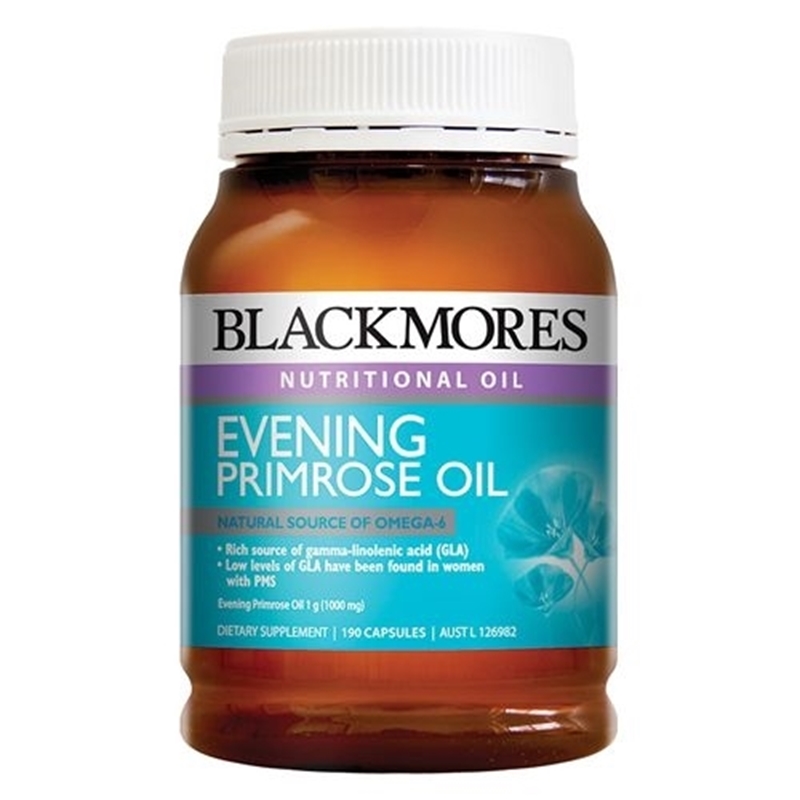 BLACKMORES
NUTRITIONAL OIL
EVENING
PRIMROSE OIL
NATURAL SOURCE OF OMEGA-6
• Rich source of gamma-linolenic acid (GLA)
• Low levels of GLA have been found in women
with PMS
Evening Primrose Oil 1 g (1000 mg)
DIETARY SUPPLEMENT | 190 CAPSULES | AUST L 126982